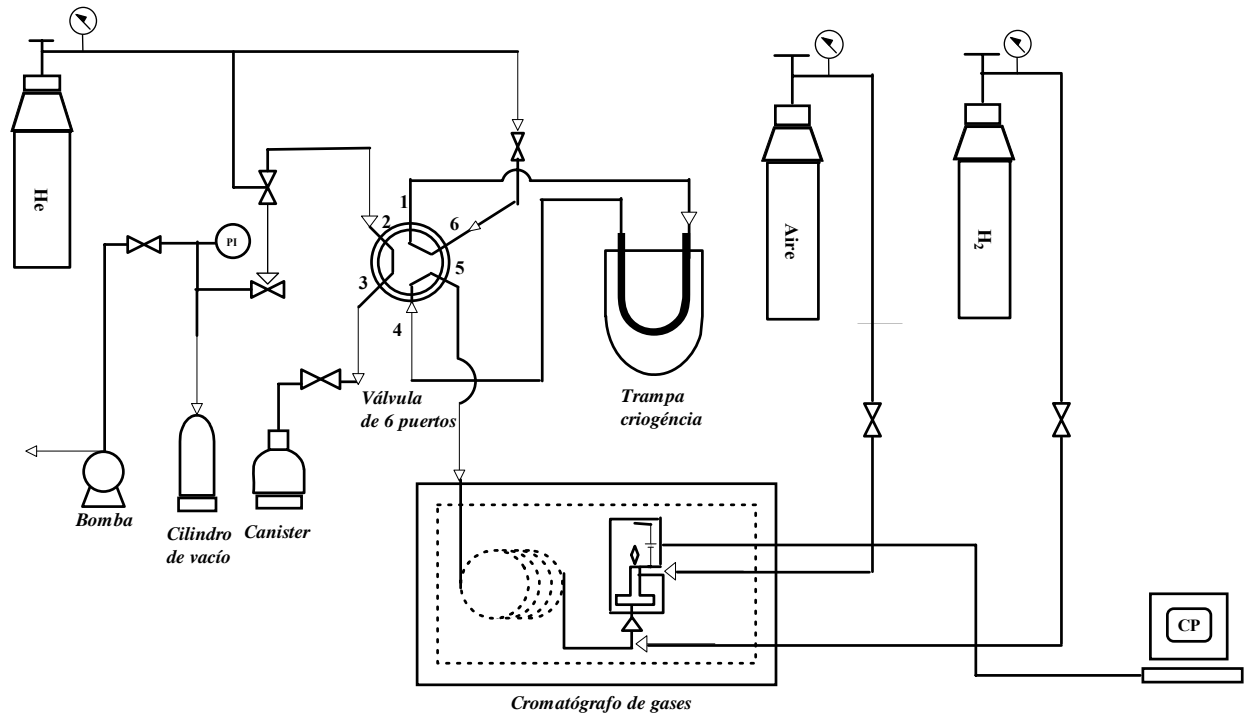 He
Aire
H2
PI
1
2
6
3
5
4
Válvula
de 6 puertos
Trampa
criogéncia
Bomba
Cilindro
de vacío
Canister
CP
Cromatógrafo de gases